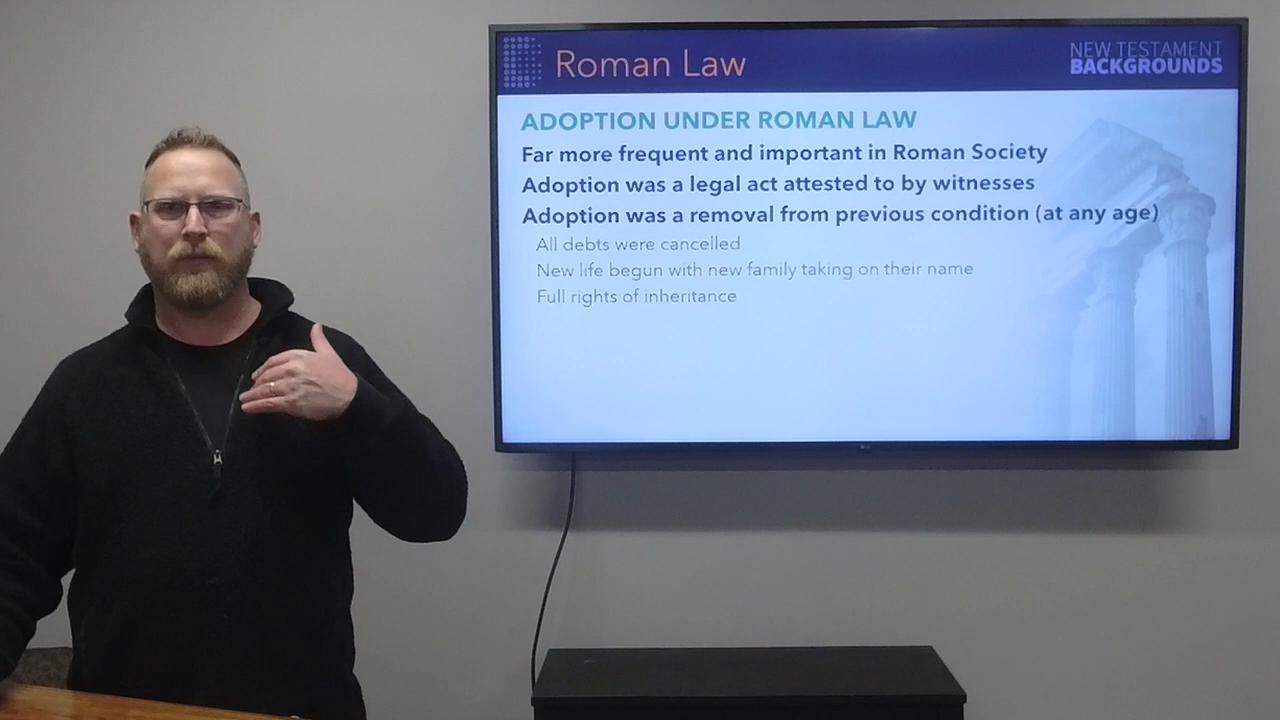 Roman Law
NEW TESTAMENT
BACKGROUNDS
ADOPTION UNDER ROMAN LAW
Far more frequent and important in Roman Society
Adoption was a legal act attested to by witnesses
Adoption was a removal from previous condition (at any age)
All debts were cancelled
New life begun with new family taking on their name
Full rights of inheritance